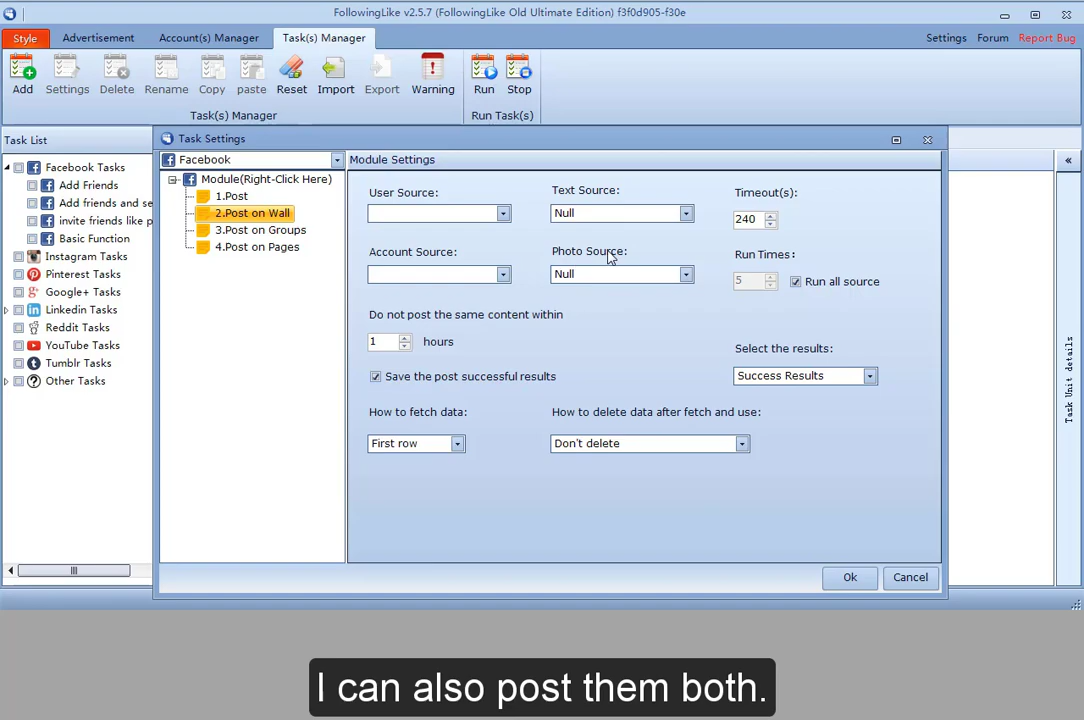 FollowingLike v2.5.7 (FollowingLike Old Ultimate Edition) f3f0d905-f30e
Style Advertisement Account(s) Manager Task(s) Manager Settings Forum Report Bug
Add Settings Delete Rename Copy paste Reset Import Export Warning Run Stop
Task(s) Manager Run Task(s)
Task List
Facebook Tasks
Add Friends
Add friends and se
invite friends like p
Basic Function
Instagram Tasks
Pinterest Tasks
Google+ Tasks
Linkedin Tasks
Reddit Tasks
YouTube Tasks
Tumblr Tasks
Other Tasks
Task Settings
Facebook
Module(Right-Click Here)
1.Post
2.Post on Wall
3.Post on Groups
4.Post on Pages
Module Settings
User Source: Text Source: Timeout(s):
Null 240
Account Source: Photo Source: Run Times:
Null 5 Run all source
Do not post the same content within
1 hours
Select the results:
Save the post successful results Success Results
How to fetch data: How to delete data after fetch and use:
First row Don't delete
Ok Cancel
Task Unit details
I can also post them both.